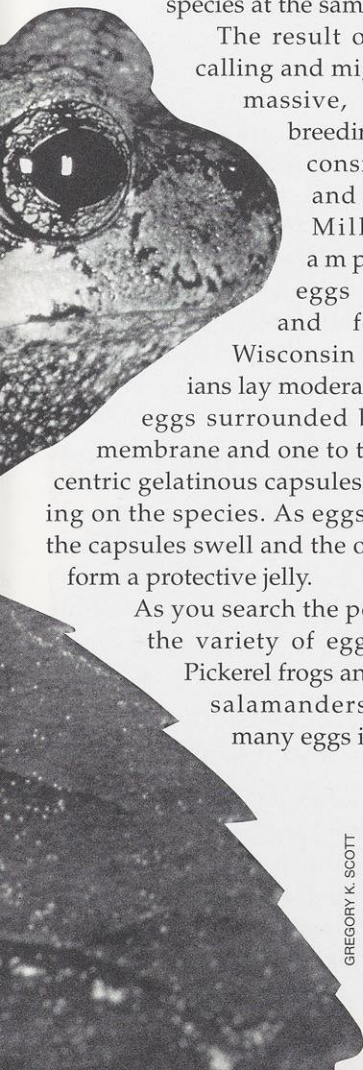 species at the sam
The result o
calling and mi
massive,
breedin
cons
and
Mill
amp
eggs
and f
Wisconsin
ians lay modera
eggs surrounded b
membrane and one to t
centric gelatinous capsules
ing on the species. As eggs
the capsules swell and the o
form a protective jelly.
As you search the p
the variety of egg
Pickerel frogs an
salamanders
many eggs i
GREGORY K. SCOTT